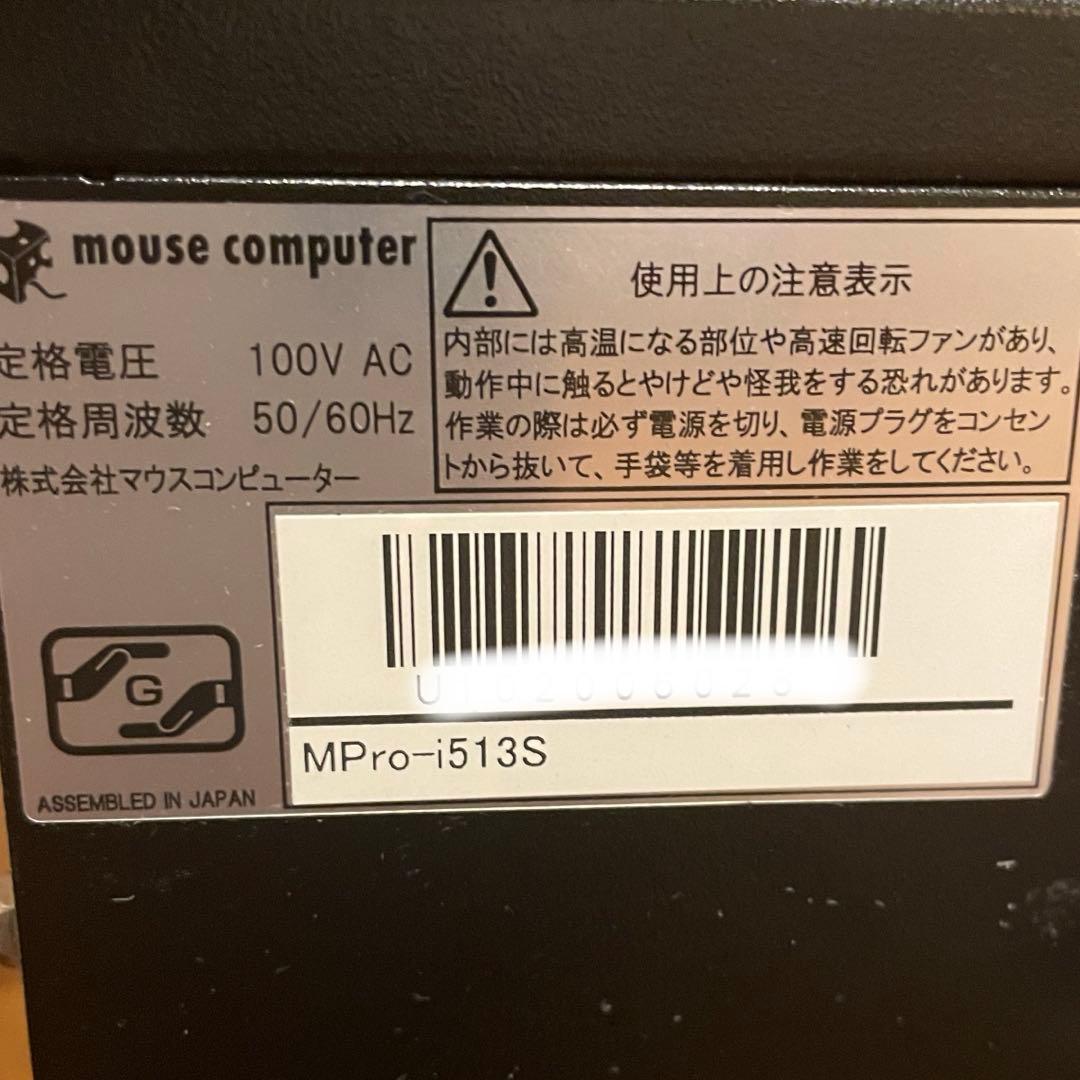 mouse computer
定格電圧 100V AC
定格周波数 50/60Hz
株式会社マウスコンピューター
使用上の注意表示
内部には高温になる部位や高速回転ファンがあり、
動作中に触るとやけどや怪我をする恐れがあります。
作業の際は必ず電源を切り、電源プラグをコンセン
トから抜いて、手袋等を着用し作業をしてください。
G
MPro-i513S
ASSEMBLED IN JAPAN